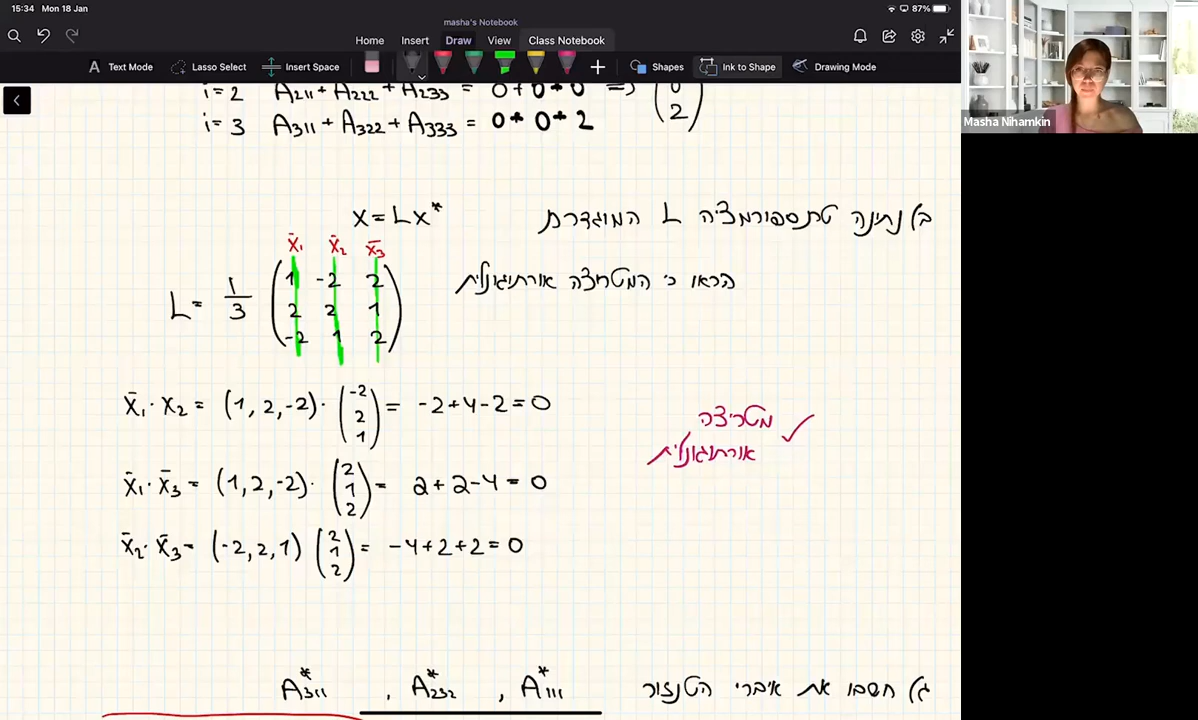 15:34 Mon 18 Jan
87%
masha's Notebook
Home Insert Draw View Class Notebook
Text Mode Lasso Select Insert Space Shapes Ink to Shape Drawing Mode
Masha Nihamkin
i=2 A₂₁₁ + A₂₂₂ + A₂₃₃ = 0+0+0 => 0
i=3 A₃₁₁ + A₃₂₂ + A₃₃₃ = 0+0+2 2
ב) נתינה טתספורמציה L המוגדרת x = Lx*
x̄₁ x̄₂ x̄₃
הראו כי המטריצה אורתוגונלית
L = 1/3 (1 -2 2
2 2 1
-2 1 2)
x̄₁ · x₂ = (1, 2, -2) · (-2 2 1) = -2+4-2 = 0
מטריצה ✓
אורתוגונלית
x̄₁ · x̄₃ = (1, 2, -2) · (2 1 2) = 2+2-4 = 0
x̄₂ · x̄₃ = (-2, 2, 1) (2 1 2) = -4+2+2 = 0
ג) חשבו את איברי הטנזור A*₁₁₁ , A*₂₃₂ , A*₃₁₁